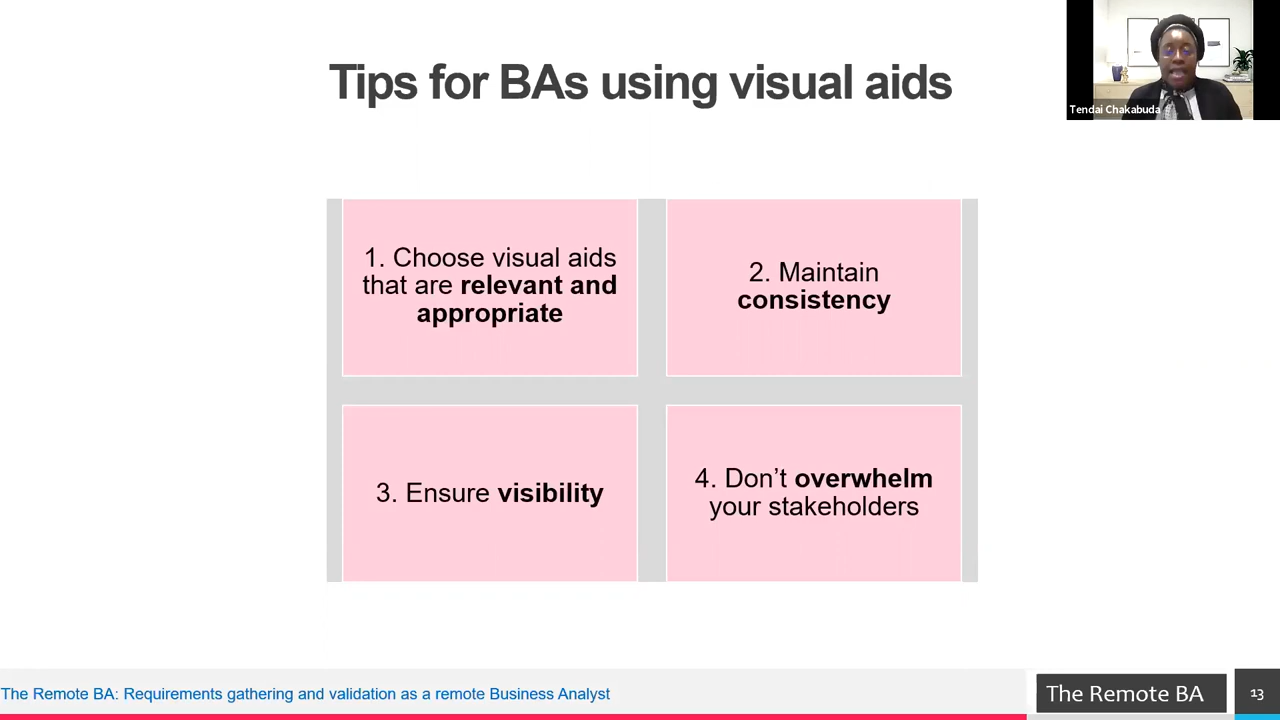 Tips for BAs using visual aids
Tendai Chakabuda
1. Choose visual aids
that are relevant and
appropriate
2. Maintain
consistency
3. Ensure visibility
4. Don’t overwhelm
your stakeholders
The Remote BA: Requirements gathering and validation as a remote Business Analyst
The Remote BA
13